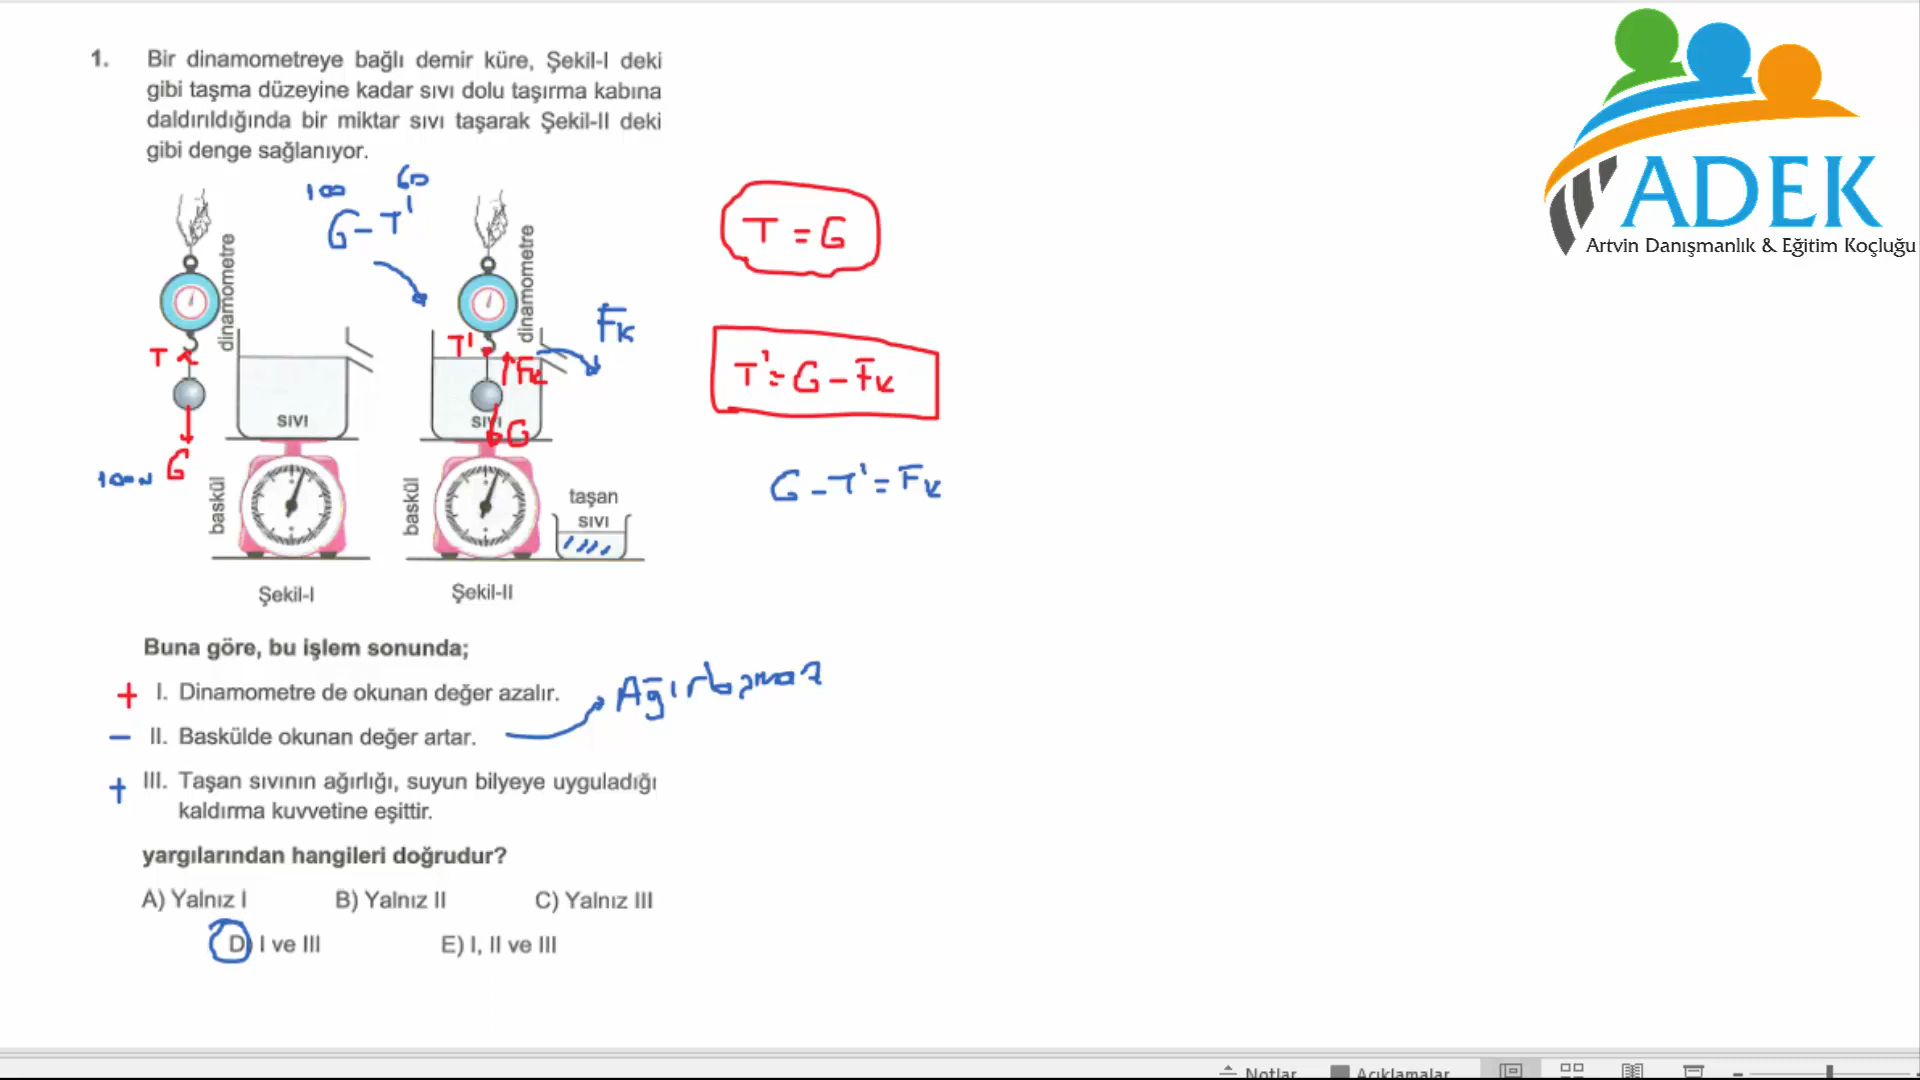 1. Bir dinamometreye bağlı demir küre, Şekil-I deki
gibi taşma düzeyine kadar sıvı dolu taşırma kabına
daldırıldığında bir miktar sıvı taşarak Şekil-II deki
gibi denge sağlanıyor.
ADEK
Artvin Danışmanlık & Eğitim Koçluğu
100
60
G - T'
T = G
dinamometre
dinamometre
Fk
T
T'
Fk
T' = G - Fk
SIVI
SIVI
G
G
100N
G - T' = Fk
baskül
baskül
taşan
SIVI
Şekil-I
Şekil-II
Buna göre, bu işlem sonunda;
+ I. Dinamometre de okunan değer azalır.
Ağırlaşmaz
- II. Baskülde okunan değer artar.
+ III. Taşan sıvının ağırlığı, suyun bilyeye uyguladığı
kaldırma kuvvetine eşittir.
yargılarından hangileri doğrudur?
A) Yalnız I B) Yalnız II C) Yalnız III
D) I ve III E) I, II ve III
Notlar Açıklamalar